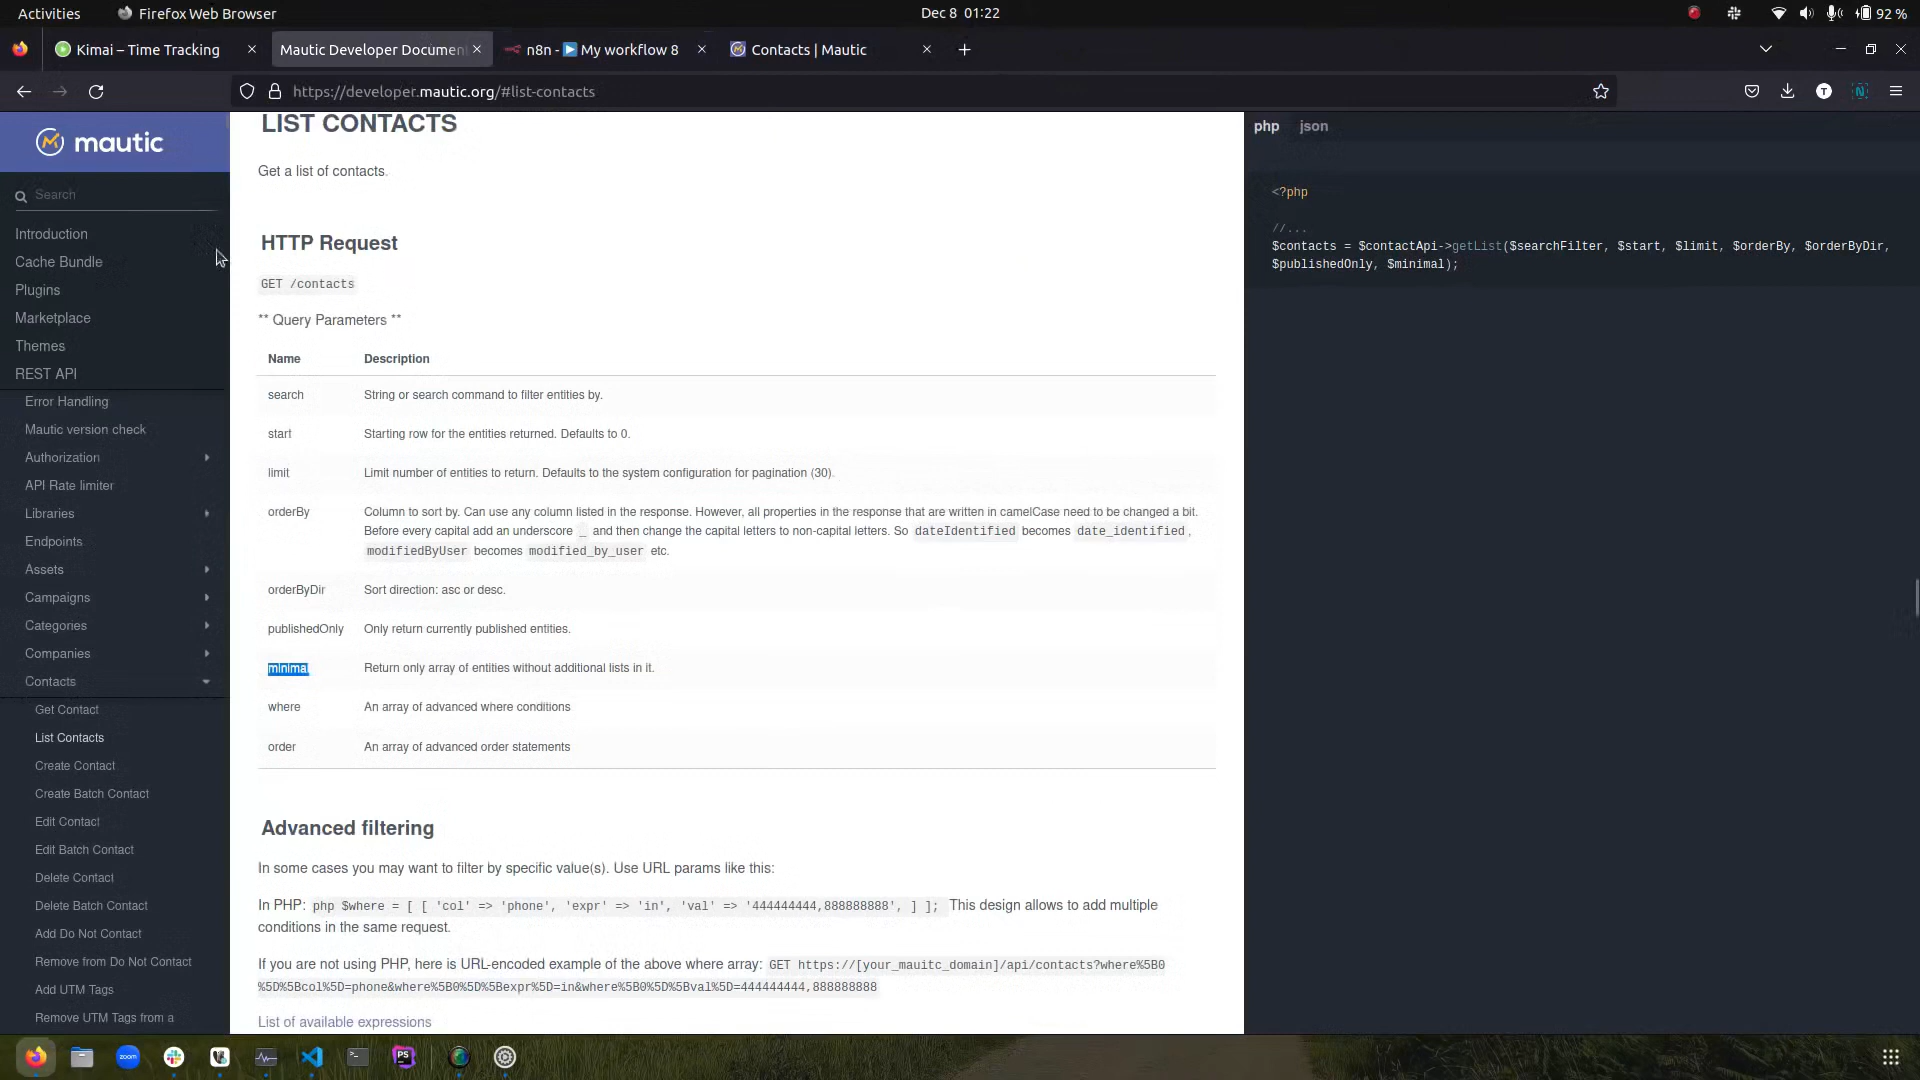 Activities
Firefox Web Browser
Dec 8 01:22
92 %
Kimai – Time Tracking
Mautic Developer Documen
n8n - My workflow 8
Contacts | Mautic
https://developer.mautic.org/#list-contacts
mautic
Search
Introduction
Cache Bundle
Plugins
Marketplace
Themes
REST API
Error Handling
Mautic version check
Authorization
API Rate limiter
Libraries
Endpoints
Assets
Campaigns
Categories
Companies
Contacts
Get Contact
List Contacts
Create Contact
Create Batch Contact
Edit Contact
Edit Batch Contact
Delete Contact
Delete Batch Contact
Add Do Not Contact
Remove from Do Not Contact
Add UTM Tags
Remove UTM Tags from a
LIST CONTACTS
Get a list of contacts.
HTTP Request
GET /contacts
** Query Parameters **
Name Description
search String or search command to filter entities by.
start Starting row for the entities returned. Defaults to 0.
limit Limit number of entities to return. Defaults to the system configuration for pagination (30).
orderBy Column to sort by. Can use any column listed in the response. However, all properties in the response that are written in camelCase need to be changed a bit.
Before every capital add an underscore _ and then change the capital letters to non-capital letters. So dateIdentified becomes date_identified,
modifiedByUser becomes modified_by_user etc.
orderByDir Sort direction: asc or desc.
publishedOnly Only return currently published entities.
minimal Return only array of entities without additional lists in it.
where An array of advanced where conditions
order An array of advanced order statements
Advanced filtering
In some cases you may want to filter by specific value(s). Use URL params like this:
In PHP: php $where = [ [ 'col' => 'phone', 'expr' => 'in', 'val' => '444444444,888888888', ] ]; This design allows to add multiple
conditions in the same request.
If you are not using PHP, here is URL-encoded example of the above where array: GET https://[your_mauitc_domain]/api/contacts?where%5B0
%5D%5Bcol%5D=phone&where%5B0%5D%5Bexpr%5D=in&where%5B0%5D%5Bval%5D=444444444,888888888
List of available expressions
php json
<?php
//...
$contacts = $contactApi->getList($searchFilter, $start, $limit, $orderBy, $orderByDir,
$publishedOnly, $minimal);
T
N
zoom
PS